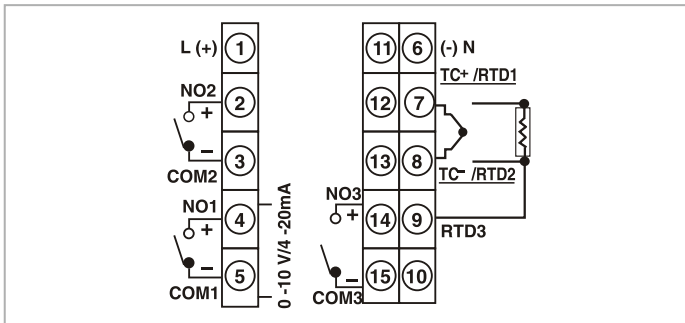 L (+) 1 11 6 (-) N
TC+ /RTD1
NO2 2 12 7
+
− 3 13 8
COM2 TC− /RTD2
NO1 4 NO3 14 9
+ + RTD3
− 5 − 15 10
COM1 COM3
0 -10 V/4 -20mA